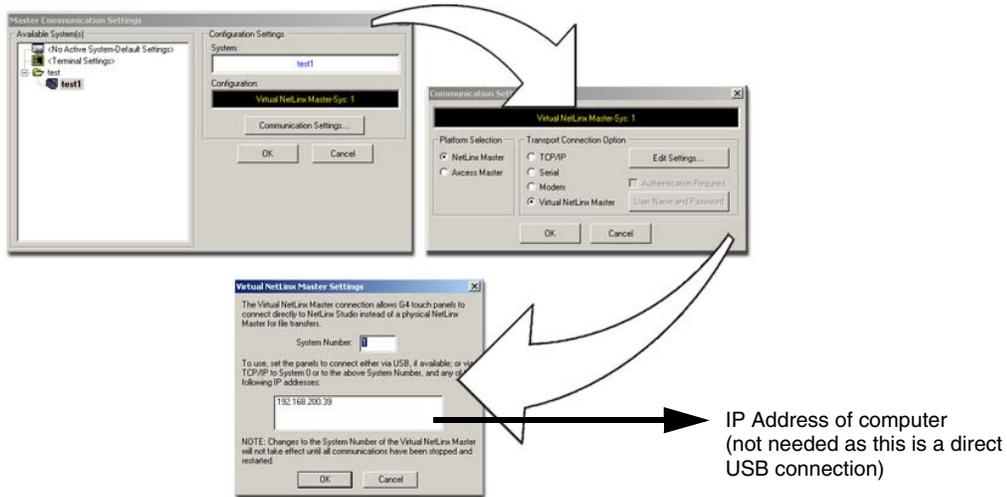 Master Communication Settings
Available System(s)
<No Active System-Default Settings>
<Terminal Settings>
test
test1
Configuration Settings
System:
test1
Configuration:
Virtual NetLinx Master-Sys: 1
Communication Settings...
OK
Cancel
Communication Set
Virtual NetLinx Master-Sys: 1
Platform Selection
NetLinx Master
Axcess Master
Transport Connection Option
TCP/IP
Serial
Modem
Virtual NetLinx Master
Edit Settings...
Authentication Required
User Name and Password
OK
Cancel
Virtual NetLinx Master Settings
The Virtual NetLinx Master connection allows G4 touch panels to
connect directly to NetLinx Studio instead of a physical NetLinx
Master for file transfers.
System Number: 1
To use, set the panels to connect either via USB, if available; or via
TCP/IP to System 0 or to the above System Number, and any of
following IP addresses:
192.168.200.39
NOTE: Changes to the System Number of the Virtual NetLinx Master
will not take effect until all communications have been stopped and
restarted.
OK
Cancel
IP Address of computer
(not needed as this is a direct
USB connection)